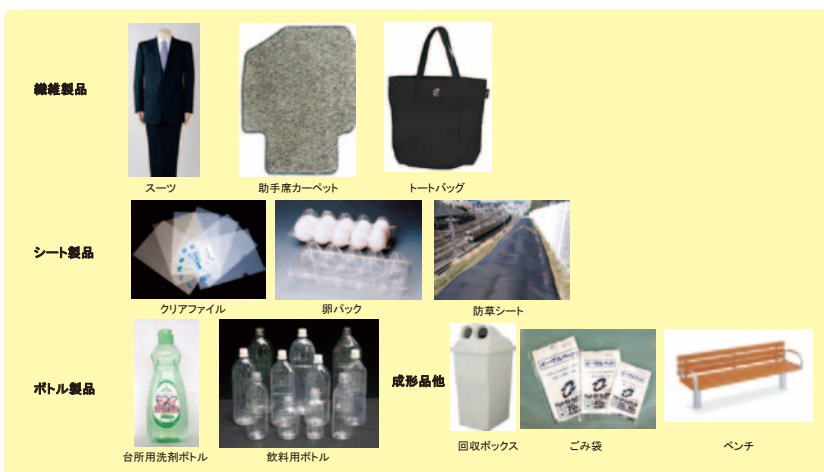 繊維製品
スーツ
助手席カーペット
トートバッグ
シート製品
クリアファイル
卵パック
防草シート
ボトル製品
台所用洗剤ボトル
飲料用ボトル
成形品他
回収ボックス
ごみ袋
ベンチ